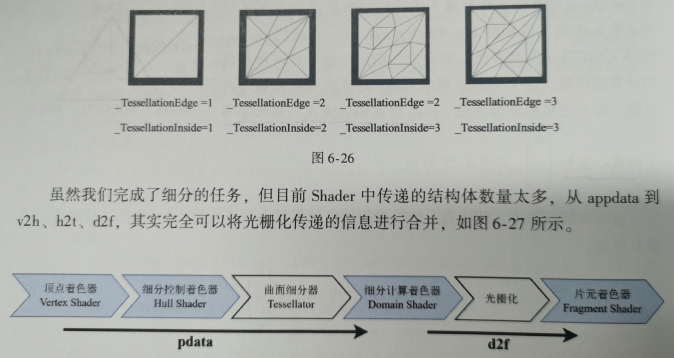 _TessellationEdge =1 _TessellationEdge =2 _TessellationEdge =2 _TessellationEdge =3
_TessellationInside=1 _TessellationInside=2 _TessellationInside=3 _TessellationInside=3
图 6-26
虽然我们完成了细分的任务，但目前 Shader 中传递的结构体数量太多，从 appdata 到
v2h、h2t、d2f，其实完全可以将光栅化传递的信息进行合并，如图 6-27 所示。
顶点着色器 细分控制着色器 曲面细分器 细分计算着色器 光栅化 片元着色器
Vertex Shader Hull Shader Tessellator Domain Shader Fragment Shader
pdata d2f